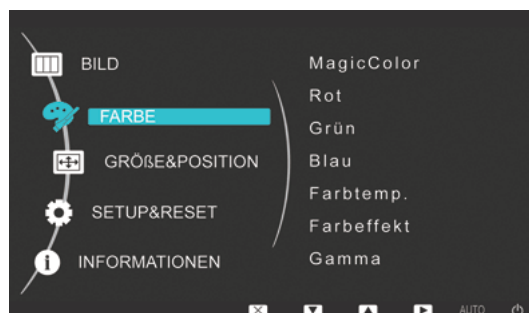 BILD
FARBE
GRÖßE&POSITION
SETUP&RESET
INFORMATIONEN
MagicColor
Rot
Grün
Blau
Farbtemp.
Farbeffekt
Gamma
AUTO